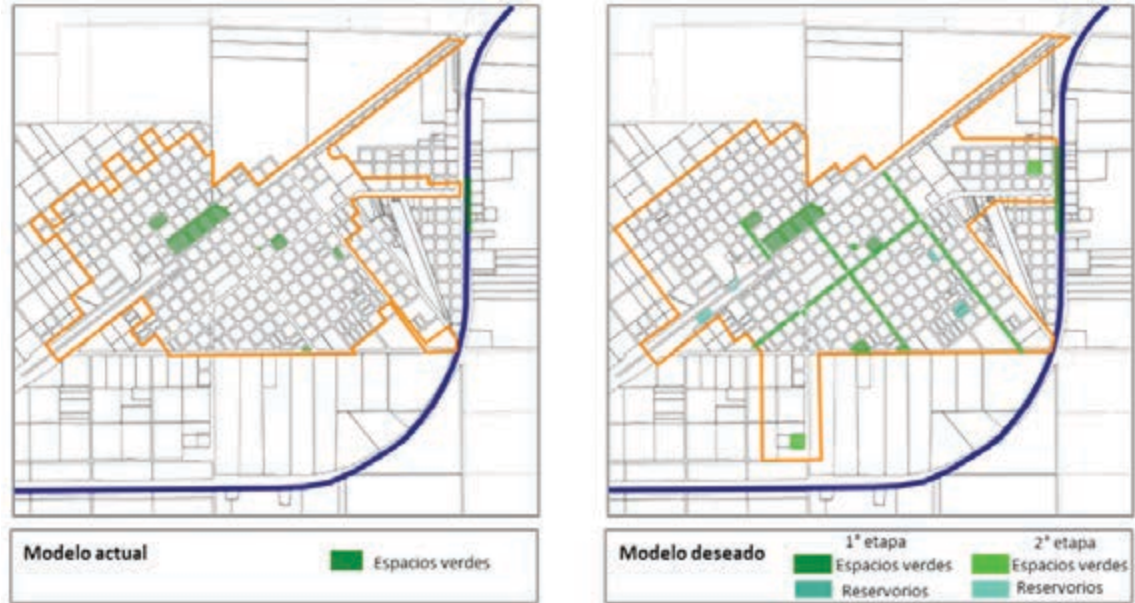 Modelo actual
Espacios verdes
Modelo deseado
1° etapa
2° etapa
Espacios verdes
Espacios verdes
Reservorios
Reservorios